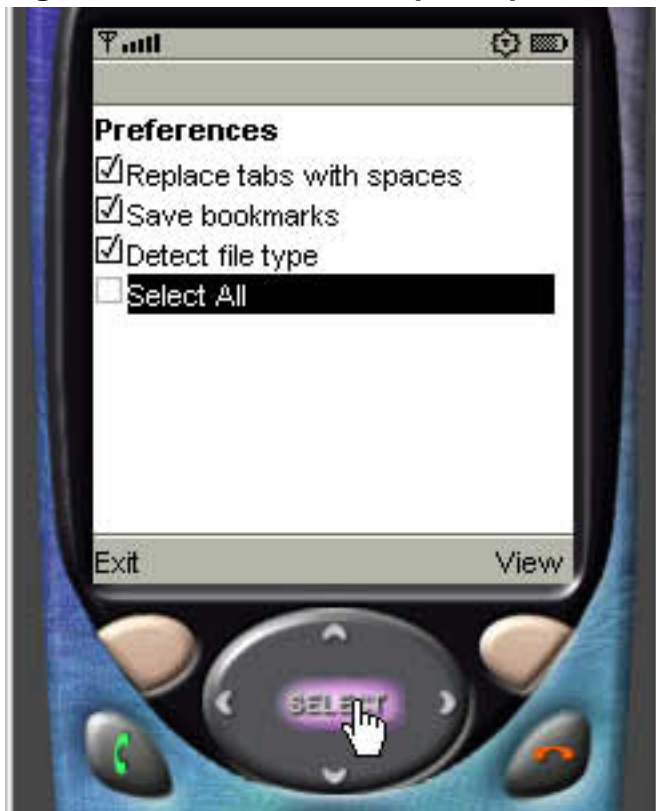 Preferences
Replace tabs with spaces
Save bookmarks
Detect file type
Select All
Exit View
SELECT